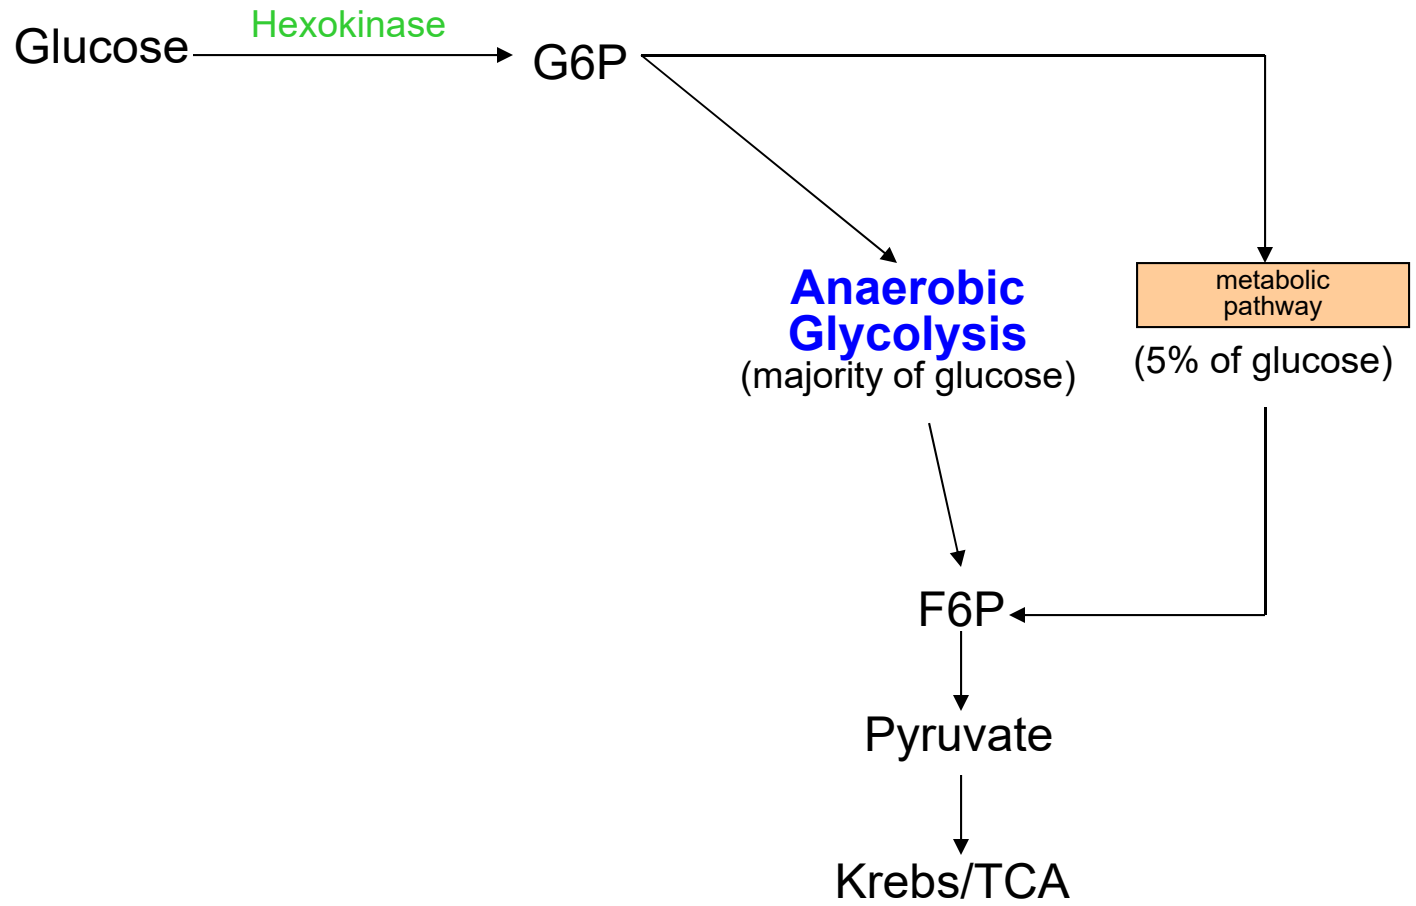 Glucose
Hexokinase
G6P
Anaerobic
Glycolysis
(majority of glucose)
metabolic
pathway
(5% of glucose)
F6P
Pyruvate
Krebs/TCA